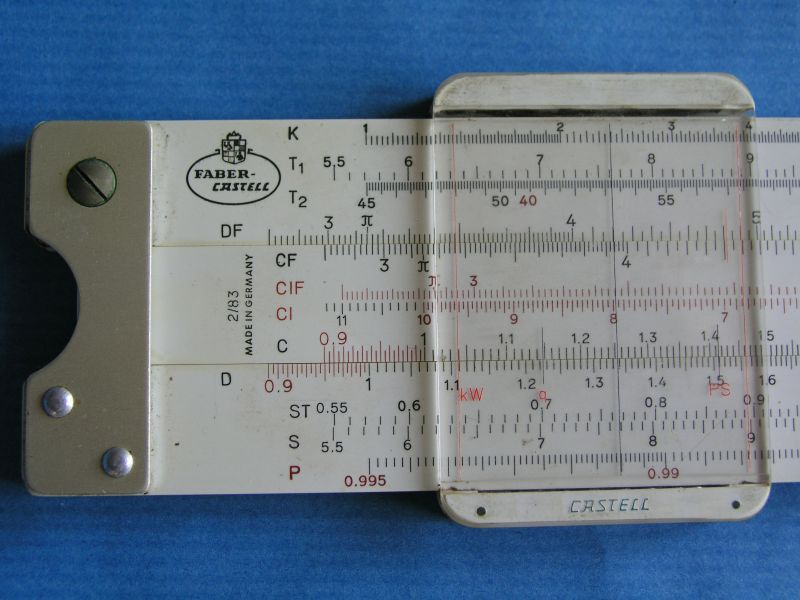 K 1 2 3 4
T1 5,5 6 7 8 9
FABER-
CASTELL
T2 45 50 40 55
DF 3 π 4 5
CF 3 π 4
CIF π 3
CI 11 10 9 8 7
2/83
MADE IN GERMANY
C 0.9 1 1.1 1.2 1.3 1.4 1.5
D 0.9 1 1.1 1.2 1.3 1.4 1.5 1.6
kW q PS
ST 0.55 0.6 0.7 0.8 0.9
S 5.5 6 7 8 9
P 0.995 0.99
CASTELL